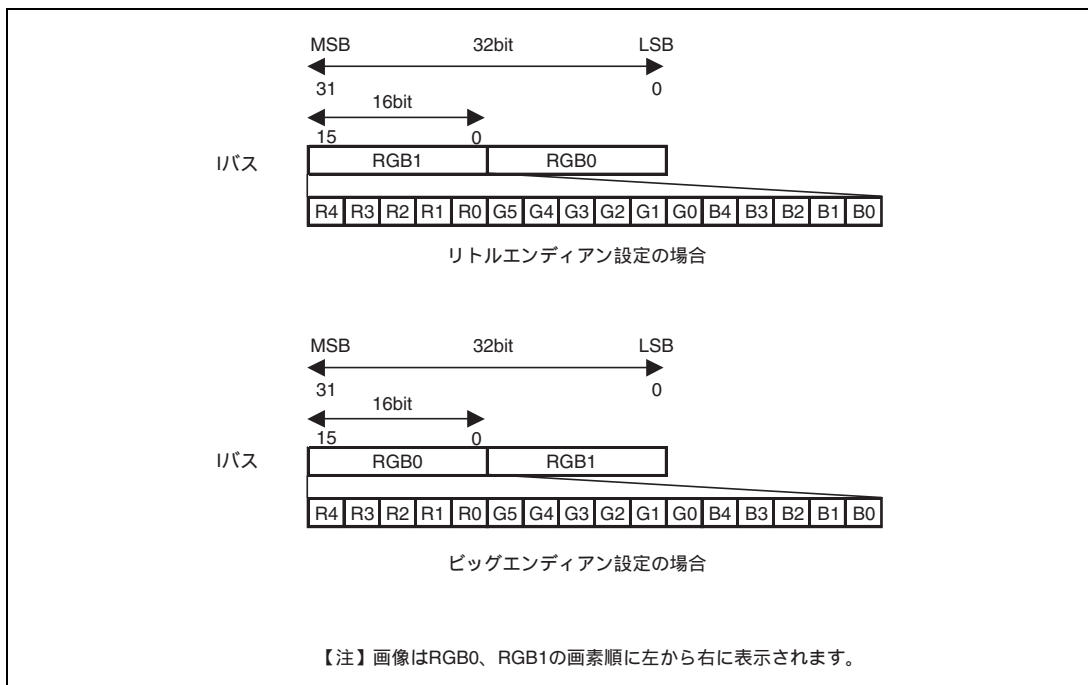 MSB 32bit LSB
31 0
16bit
15 0
Iバス RGB1 RGB0
R4 R3 R2 R1 R0 G5 G4 G3 G2 G1 G0 B4 B3 B2 B1 B0
リトルエンディアン設定の場合
MSB 32bit LSB
31 0
16bit
15 0
Iバス RGB0 RGB1
R4 R3 R2 R1 R0 G5 G4 G3 G2 G1 G0 B4 B3 B2 B1 B0
ビッグエンディアン設定の場合
【注】画像はRGB0、RGB1の画素順に左から右に表示されます。